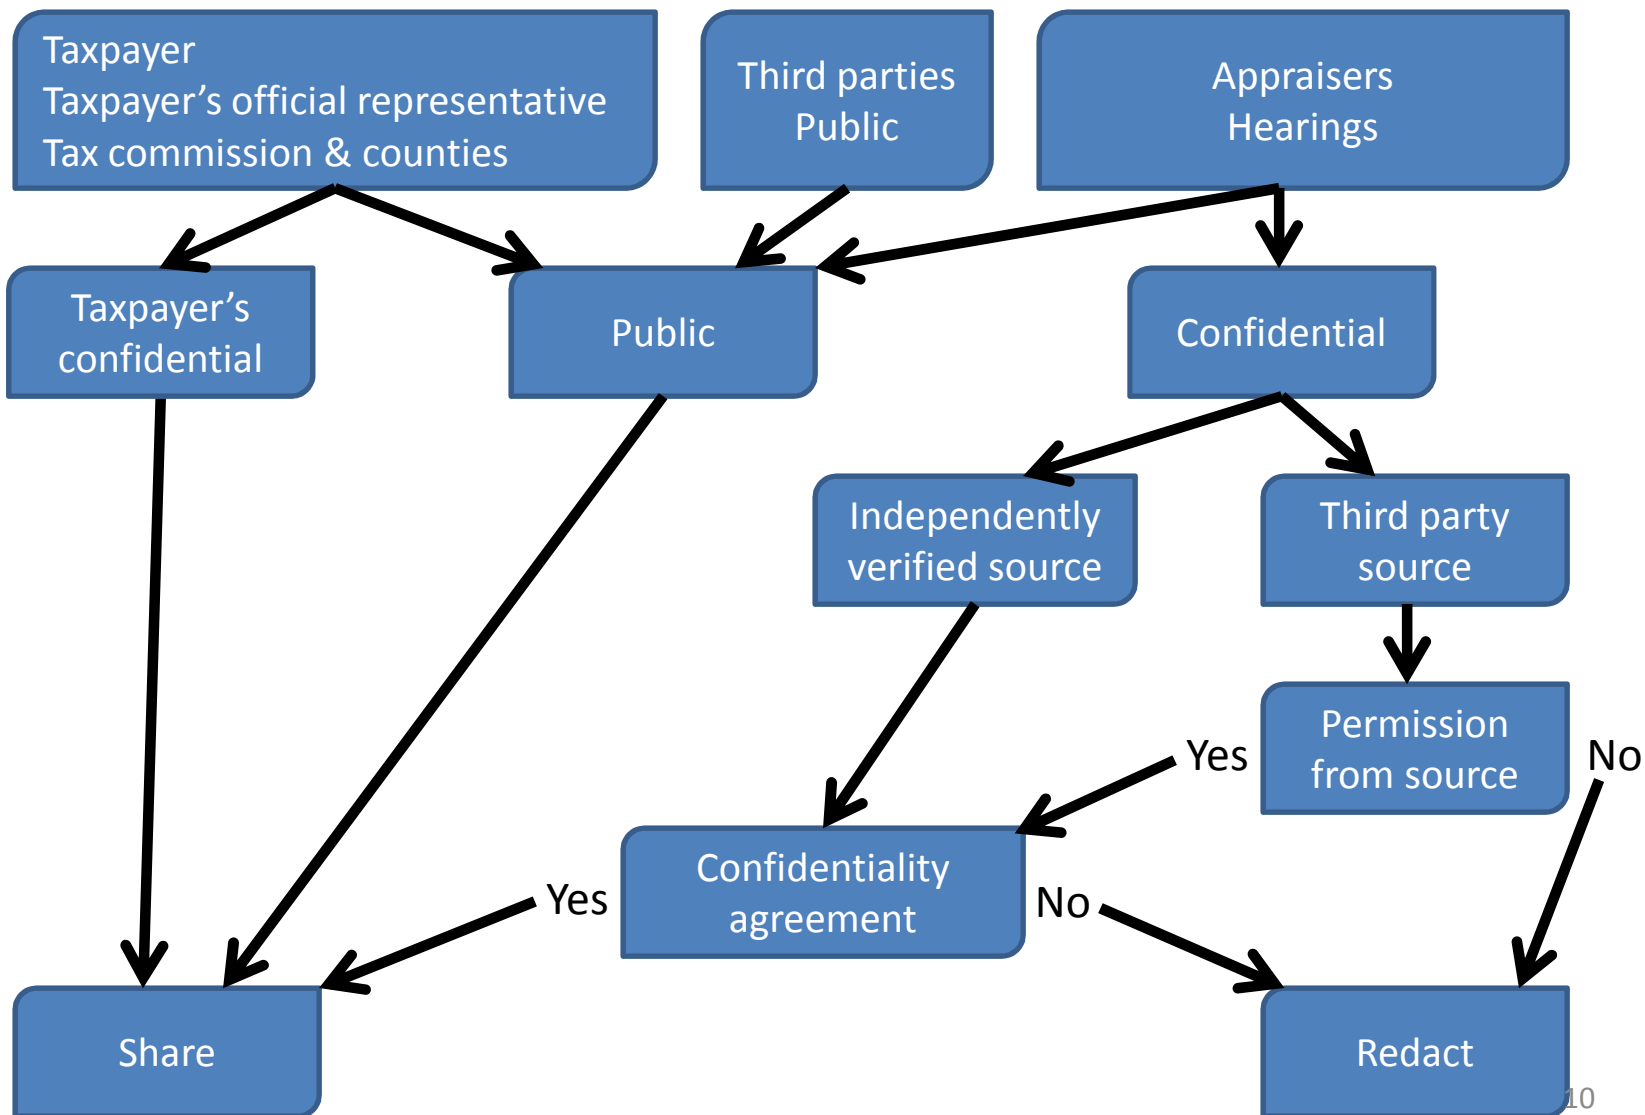 Taxpayer
Taxpayer’s official representative
Tax commission & counties
Third parties
Public
Appraisers
Hearings
Taxpayer’s
confidential
Public
Confidential
Independently
verified source
Third party
source
Permission
from source
Yes
No
Confidentiality
agreement
Yes
No
Share
Redact
10